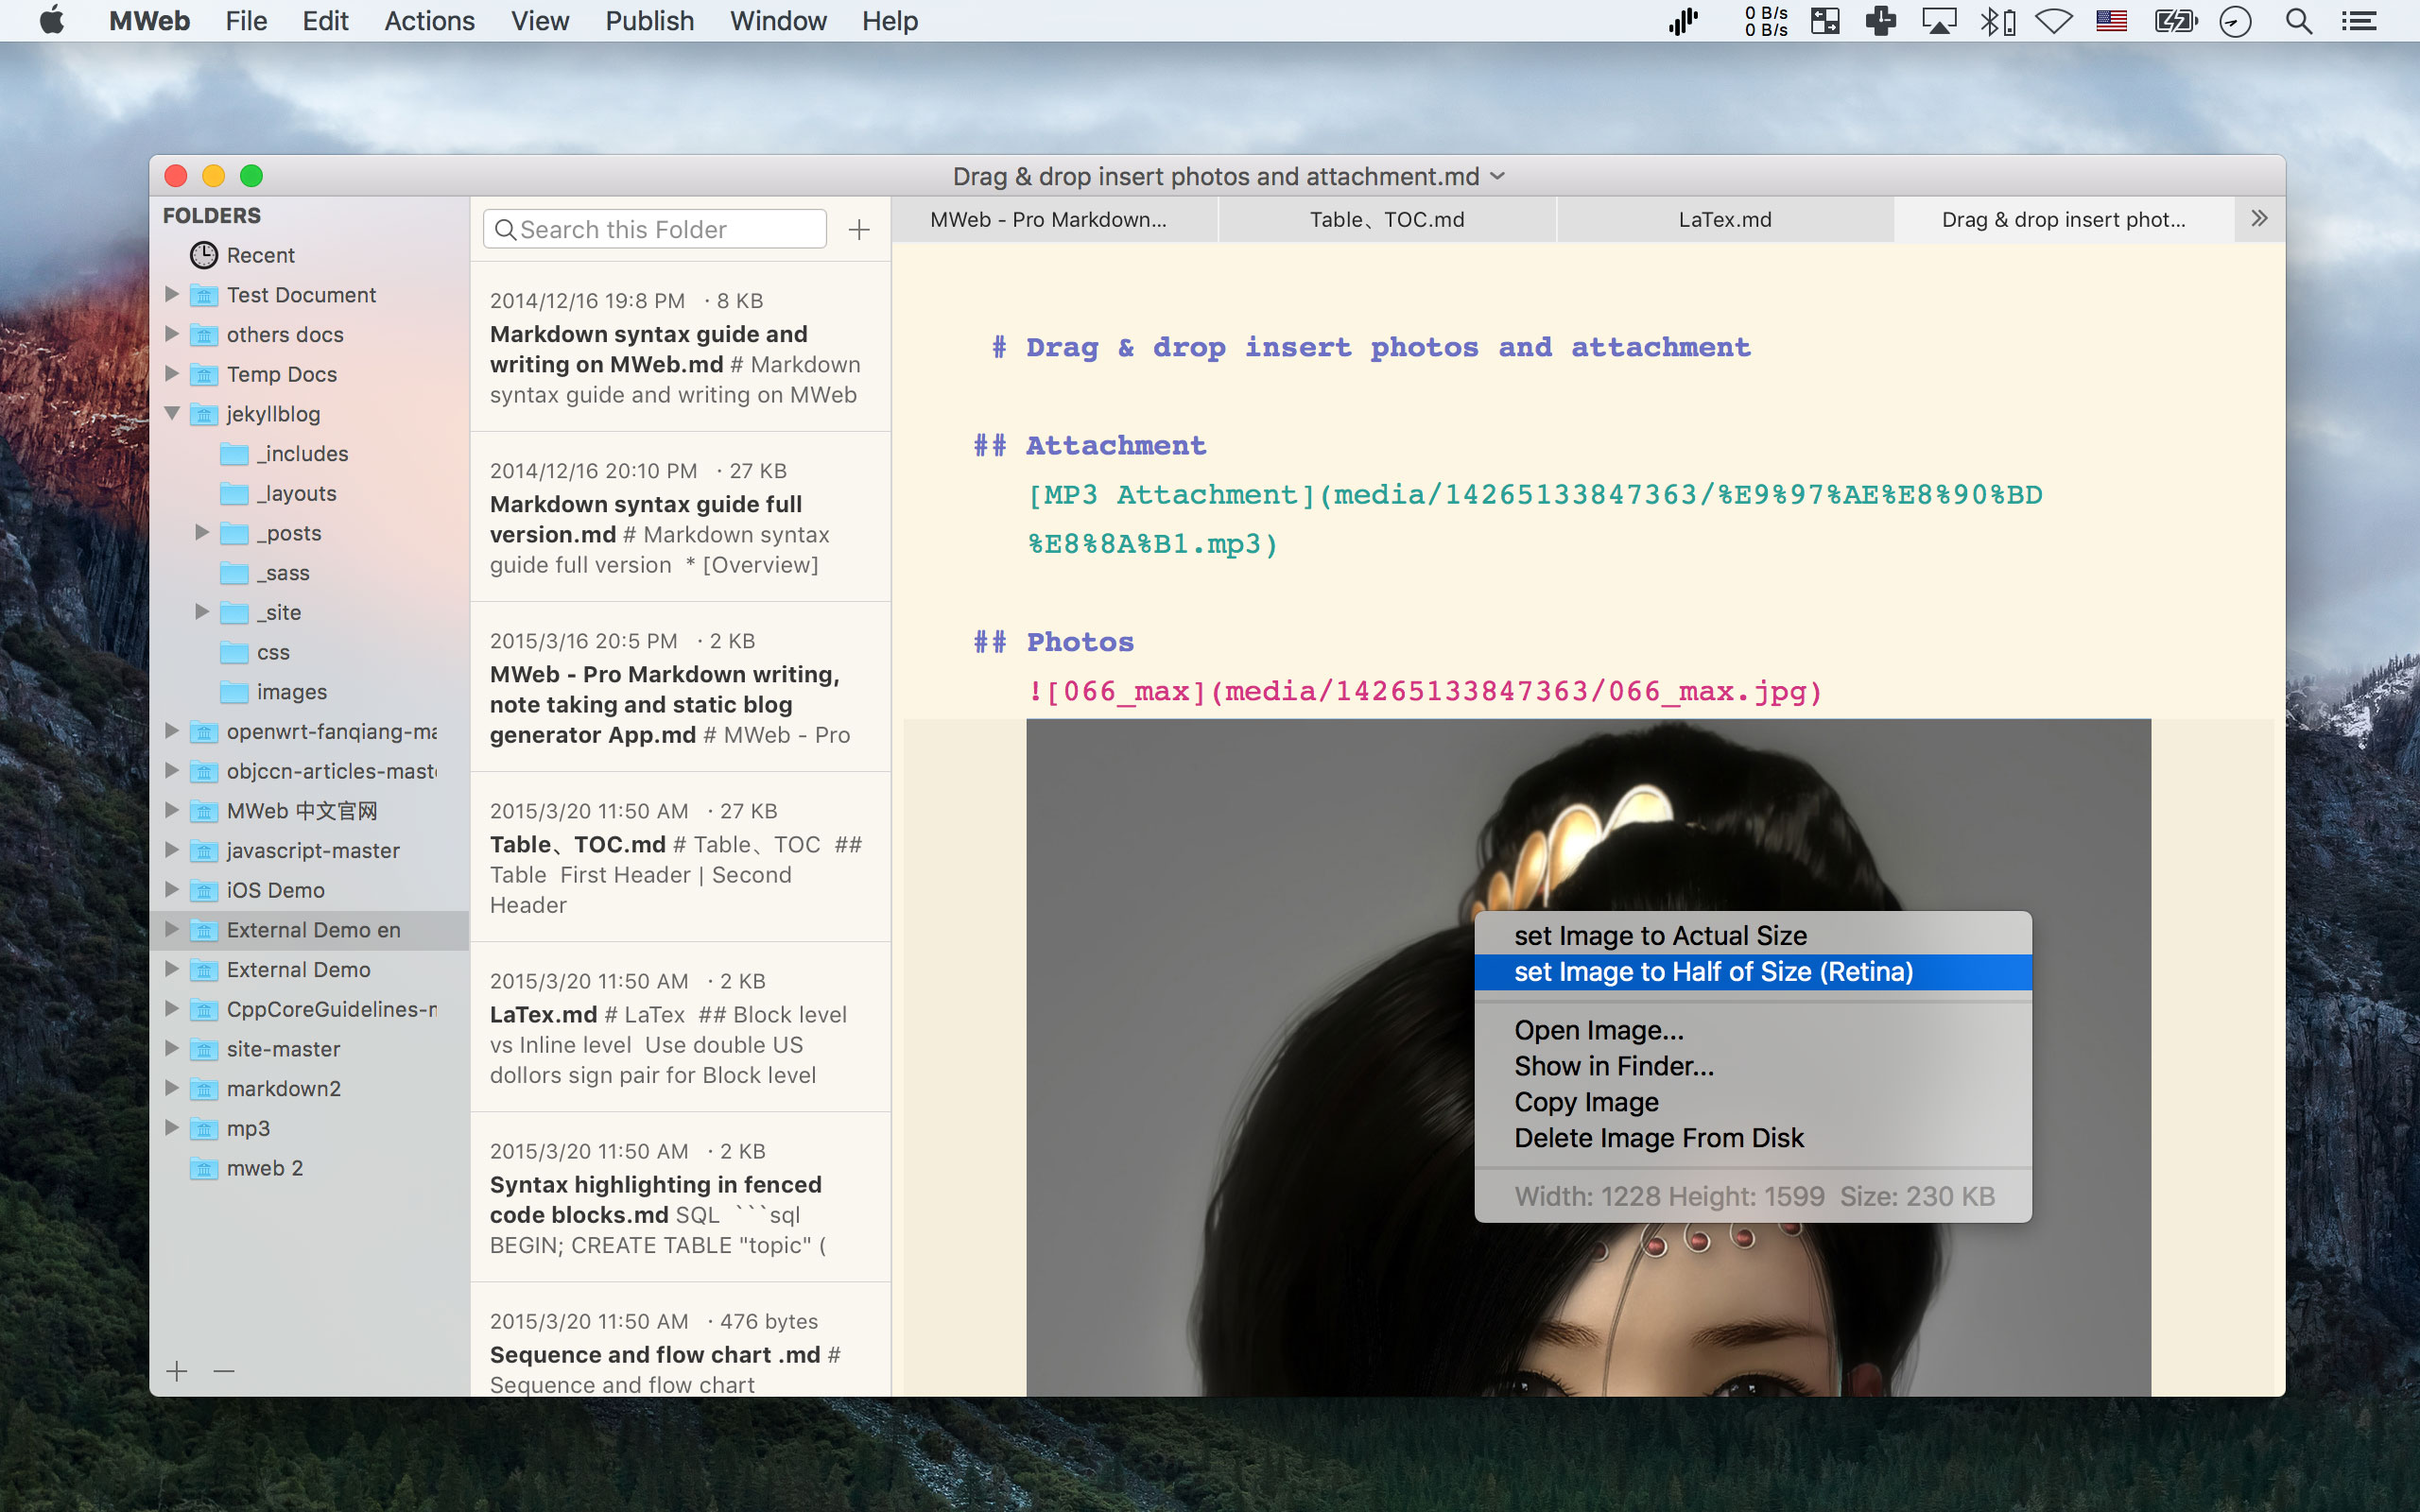 MWeb File Edit Actions View Publish Window Help
0 B/s
0 B/s
Drag & drop insert photos and attachment.md
FOLDERS
Recent
Test Document
others docs
Temp Docs
jekyllblog
_includes
_layouts
_posts
_sass
_site
css
images
openwrt-fanqiang-ma
objccn-articles-mast
MWeb 中文官网
javascript-master
iOS Demo
External Demo en
External Demo
CppCoreGuidelines-
site-master
markdown2
mp3
mweb 2
Search this Folder
2014/12/16 19:8 PM · 8 KB
Markdown syntax guide and
writing on MWeb.md # Markdown
syntax guide and writing on MWeb
2014/12/16 20:10 PM · 27 KB
Markdown syntax guide full
version.md # Markdown syntax
guide full version * [Overview]
2015/3/16 20:5 PM · 2 KB
MWeb - Pro Markdown writing,
note taking and static blog
generator App.md # MWeb - Pro
2015/3/20 11:50 AM · 27 KB
Table、TOC.md # Table、TOC ##
Table First Header | Second
Header
2015/3/20 11:50 AM · 2 KB
LaTex.md # LaTex ## Block level
vs Inline level Use double US
dollors sign pair for Block level
2015/3/20 11:50 AM · 2 KB
Syntax highlighting in fenced
code blocks.md SQL ```sql
BEGIN; CREATE TABLE "topic" (
2015/3/20 11:50 AM · 476 bytes
Sequence and flow chart .md #
Sequence and flow chart
MWeb - Pro Markdown... Table、TOC.md LaTex.md Drag & drop insert phot...
# Drag & drop insert photos and attachment
## Attachment
[MP3 Attachment](media/14265133847363/%E9%97%AE%E8%90%BD
%E8%8A%B1.mp3)
## Photos
![066_max](media/14265133847363/066_max.jpg)
set Image to Actual Size
set Image to Half of Size (Retina)
Open Image...
Show in Finder...
Copy Image
Delete Image From Disk
Width: 1228 Height: 1599 Size: 230 KB